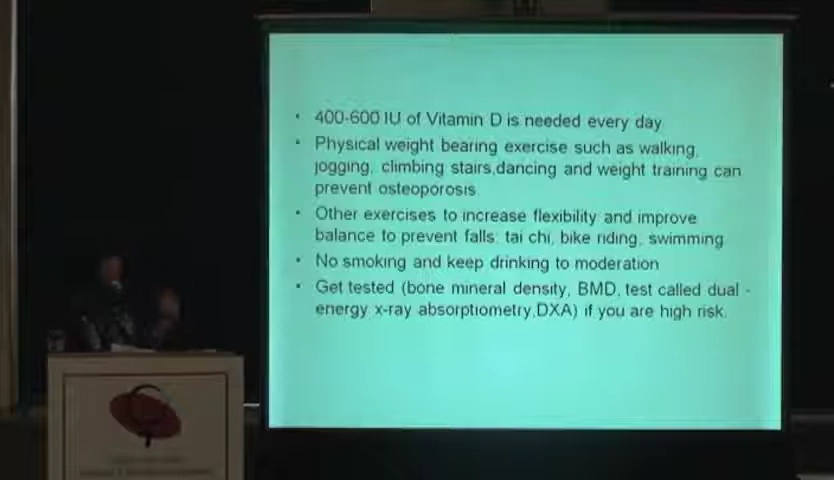 • 400-600 IU of Vitamin D is needed every day
• Physical weight bearing exercise such as walking,
jogging, climbing stairs,dancing and weight training can
prevent osteoporosis
• Other exercises to increase flexibility and improve
balance to prevent falls: tai chi, bike riding, swimming
• No smoking and keep drinking to moderation
• Get tested (bone mineral density, BMD, test called dual -
energy x-ray absorptiometry,DXA) if you are high risk.